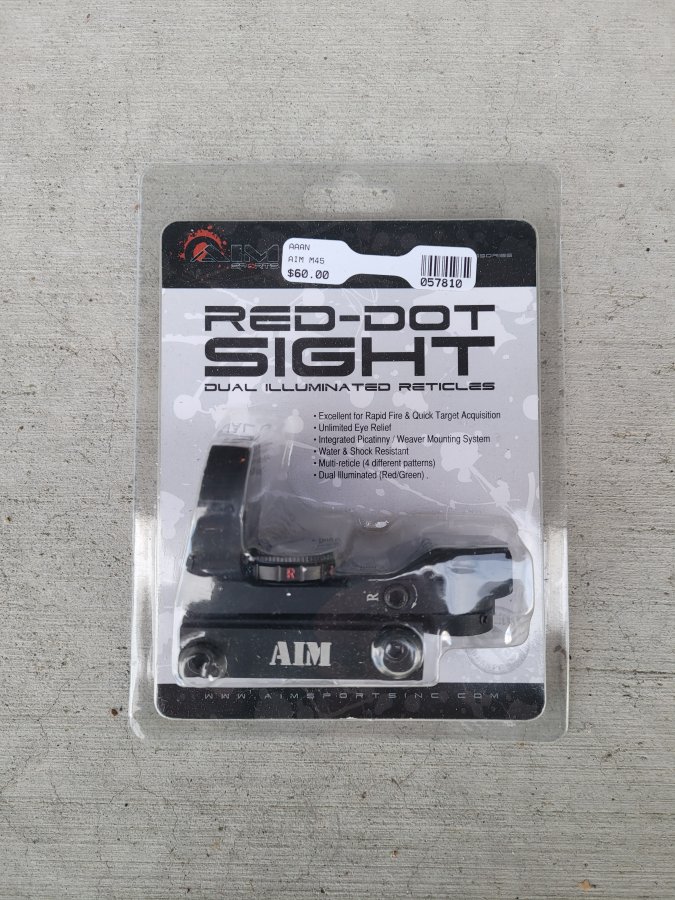 AIM
SPORTS
AAAN
AIM M45
$60.00
057810
RED-DOT
SIGHT
DUAL ILLUMINATED RETICLES
• Excellent for Rapid Fire & Quick Target Acquisition
• Unlimited Eye Relief
• Integrated Picatinny / Weaver Mounting System
• Water & Shock Resistant
• Multi-reticle (4 different patterns)
• Dual Illuminated (Red/Green) .
R
R
AIM
WWW.AIMSPORTSINC.COM